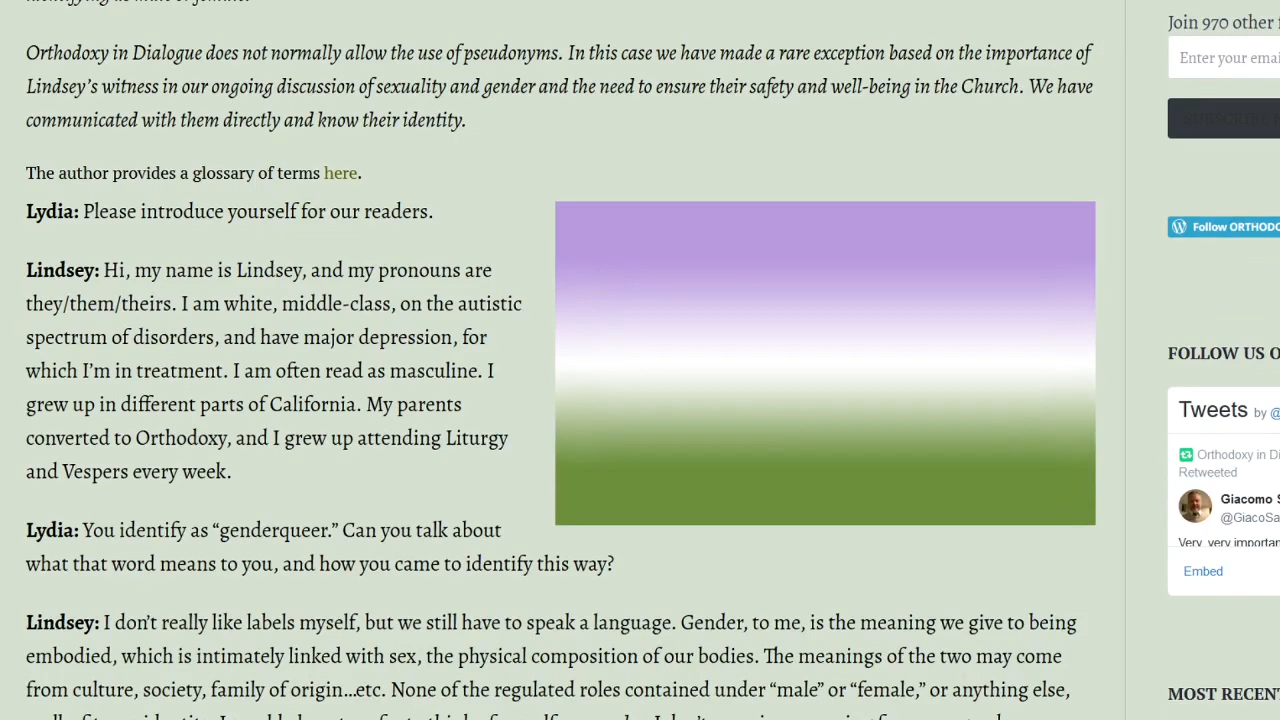 Orthodoxy in Dialogue does not normally allow the use of pseudonyms. In this case we have made a rare exception based on the importance of
Lindsey’s witness in our ongoing discussion of sexuality and gender and the need to ensure their safety and well-being in the Church. We have
communicated with them directly and know their identity.
The author provides a glossary of terms here.
Lydia: Please introduce yourself for our readers.
Lindsey: Hi, my name is Lindsey, and my pronouns are
they/them/theirs. I am white, middle-class, on the autistic
spectrum of disorders, and have major depression, for
which I’m in treatment. I am often read as masculine. I
grew up in different parts of California. My parents
converted to Orthodoxy, and I grew up attending Liturgy
and Vespers every week.
Lydia: You identify as “genderqueer.” Can you talk about
what that word means to you, and how you came to identify this way?
Lindsey: I don’t really like labels myself, but we still have to speak a language. Gender, to me, is the meaning we give to being
embodied, which is intimately linked with sex, the physical composition of our bodies. The meanings of the two may come
from culture, society, family of origin…etc. None of the regulated roles contained under “male” or “female,” or anything else,
Join 970 other
Enter your emai
SUBSCRIBE
Follow ORTHODO
FOLLOW US O
Tweets by @
Orthodoxy in Di
Retweeted
Giacomo S
@GiacoSa
Very, very importan
Embed
MOST RECEN